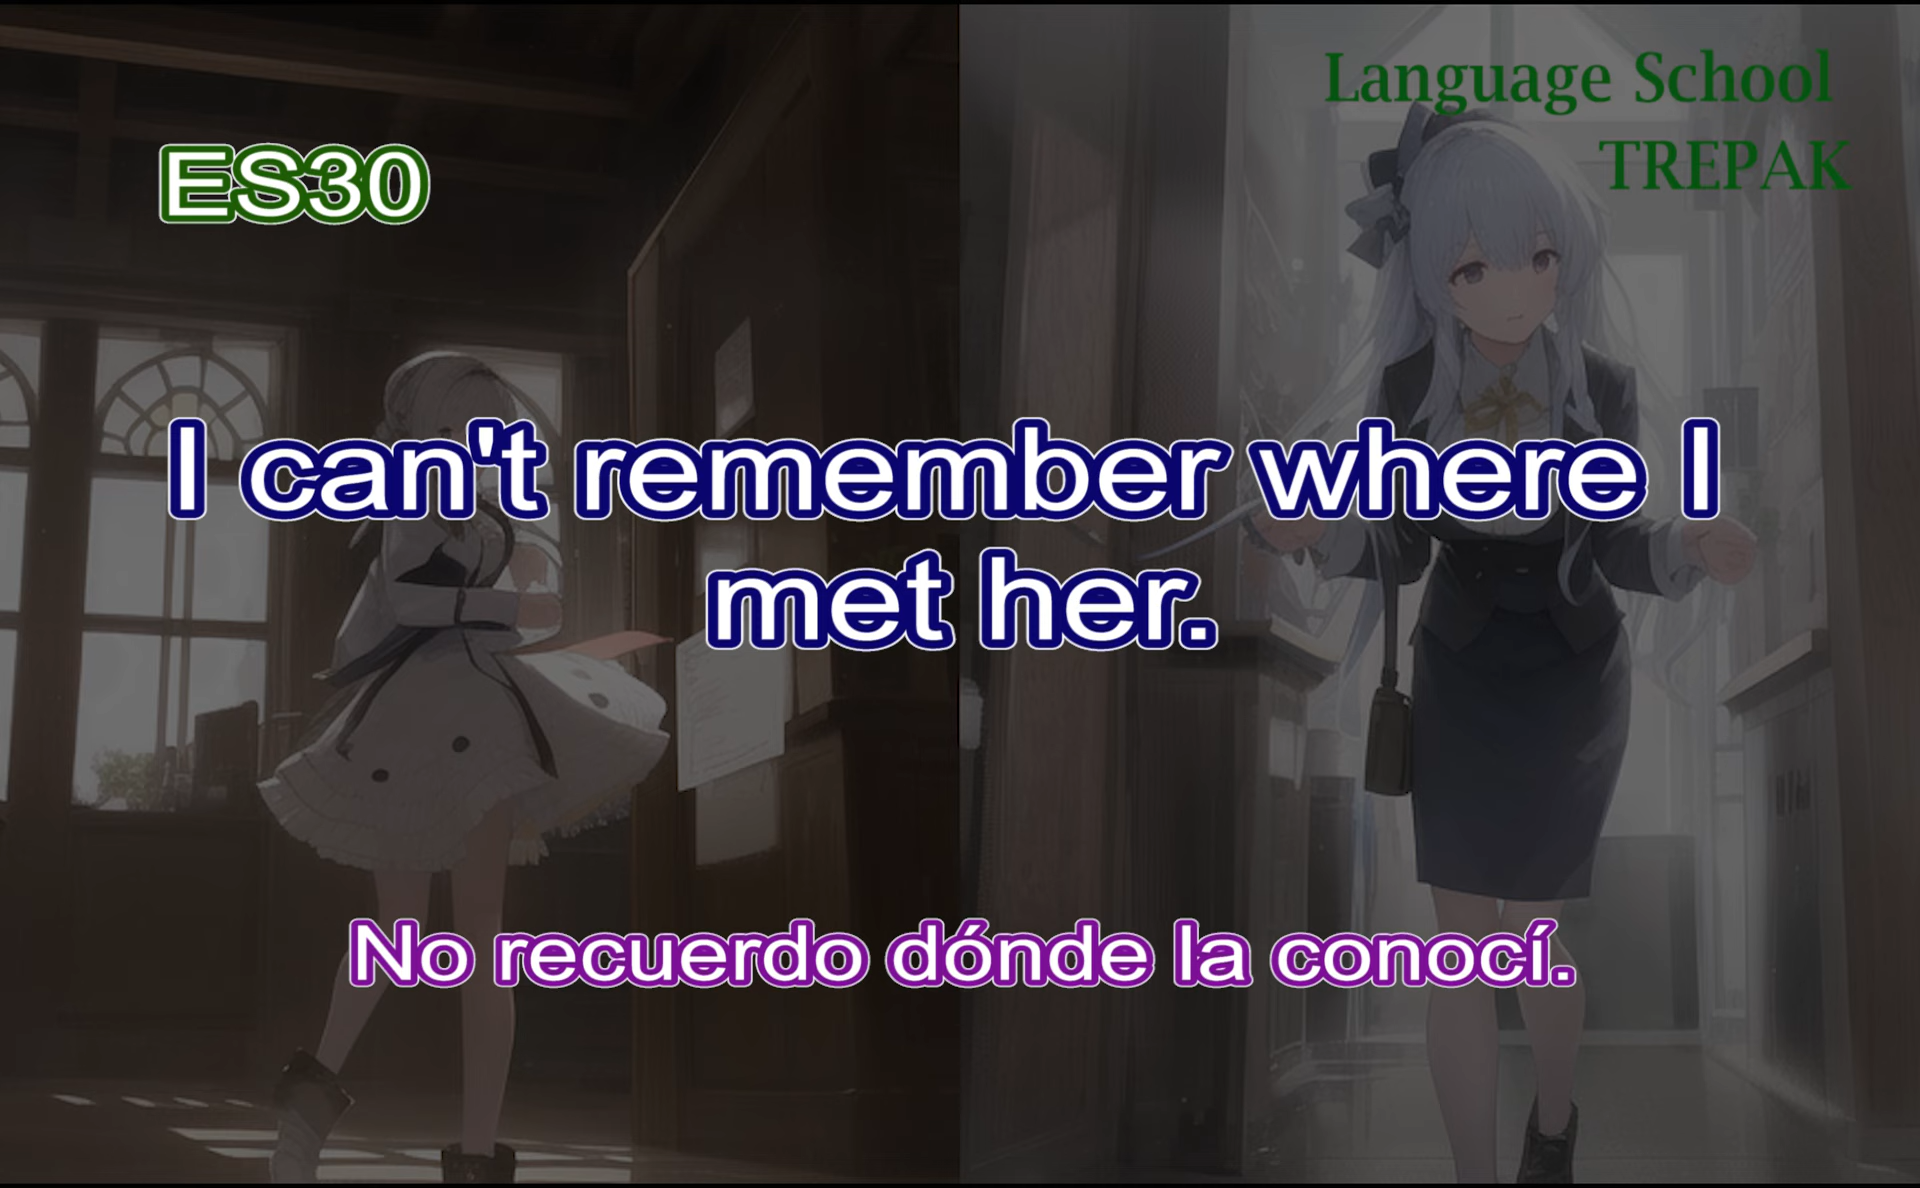 Language School
TREPAK
ES30
I can't remember where I
met her.
No recuerdo dónde la conocí.